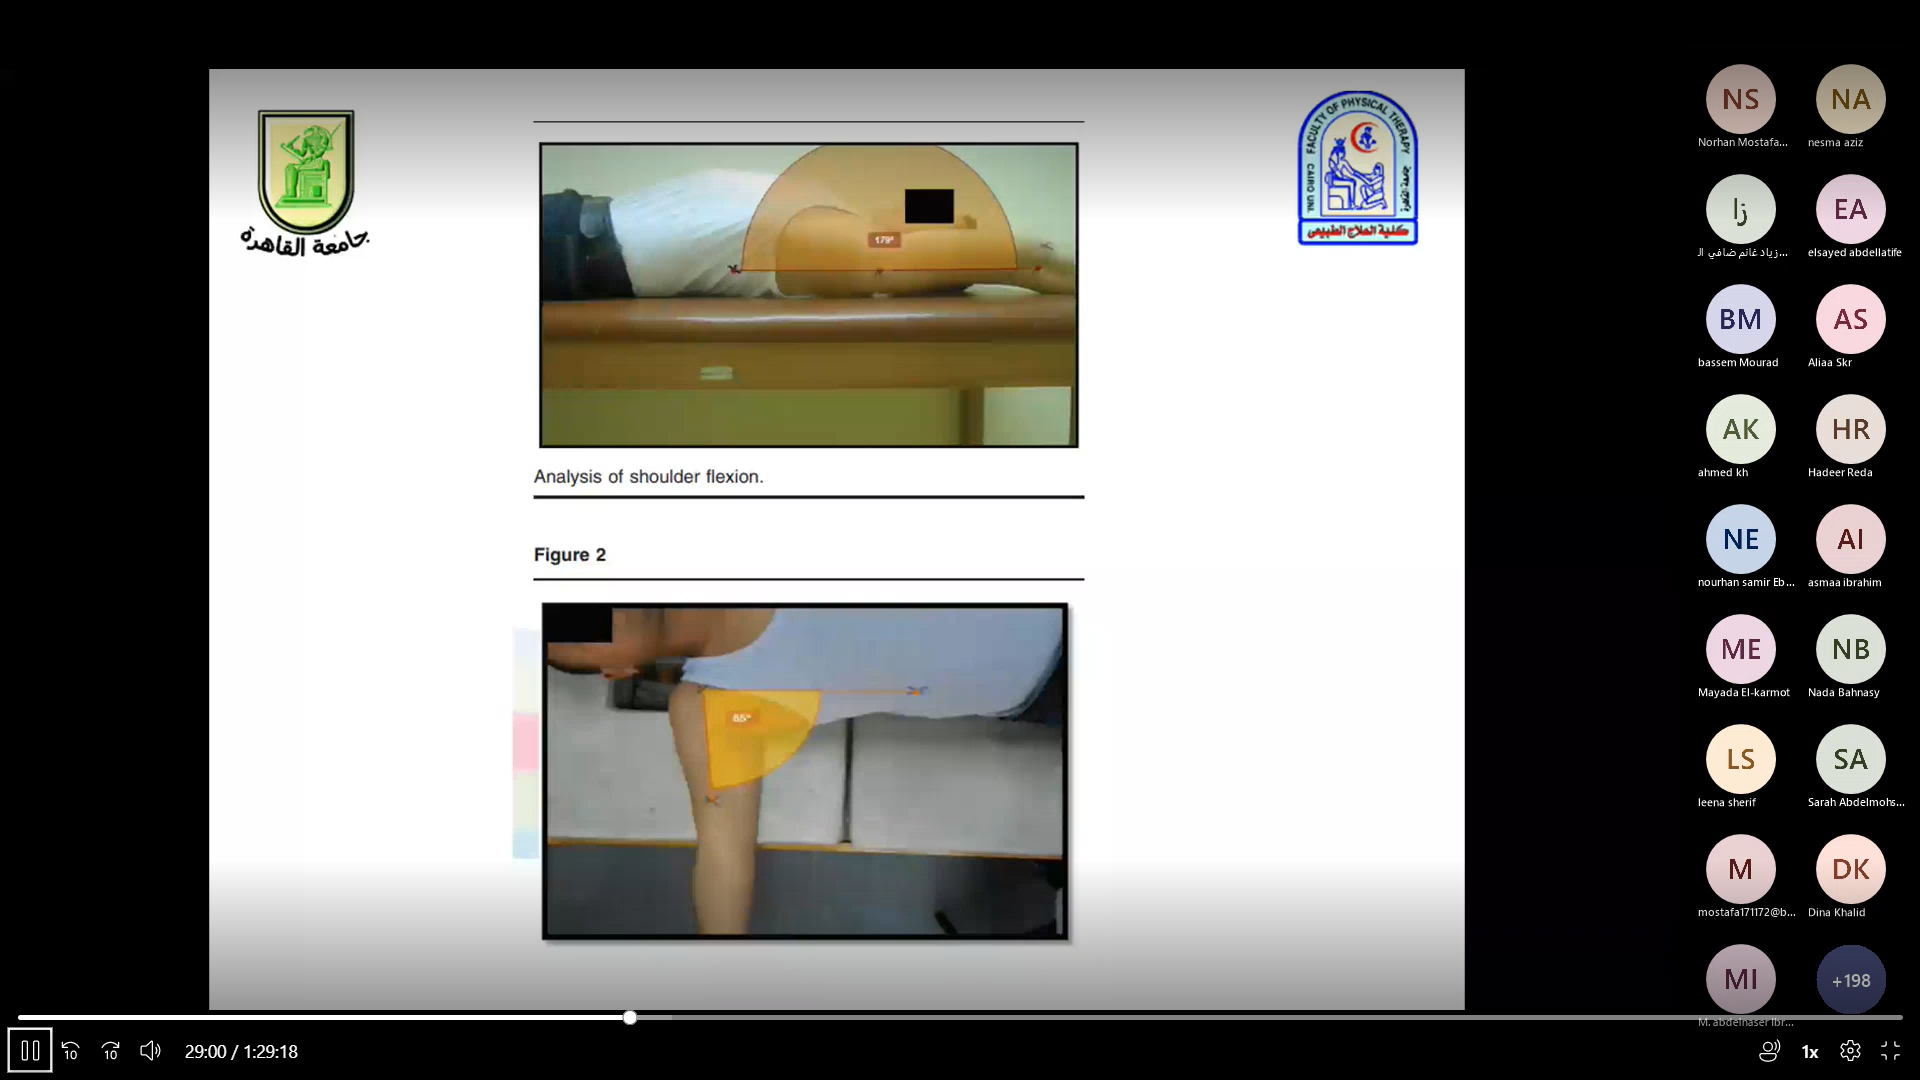 جامعة القاهرة
FACULTY OF PHYSICAL THERAPY
CAIRO UNI.
جامعة القاهرة
كلية العلاج الطبيعى
179°
Analysis of shoulder flexion.
Figure 2
85°
NS
Norhan Mostafa...
NA
nesma aziz
زا
زياد غانم ضافي ال...
EA
elsayed abdellatife
BM
bassem Mourad
AS
Aliaa Skr
AK
ahmed kh
HR
Hadeer Reda
NE
nourhan samir Eb...
AI
asmaa ibrahim
ME
Mayada El-karmot
NB
Nada Bahnasy
LS
leena sherif
SA
Sarah Abdelmohs...
M
mostafa171172@b...
DK
Dina Khalid
MI
M. abdelnaser Ibr...
+198
10
10
29:00 / 1:29:18
1x